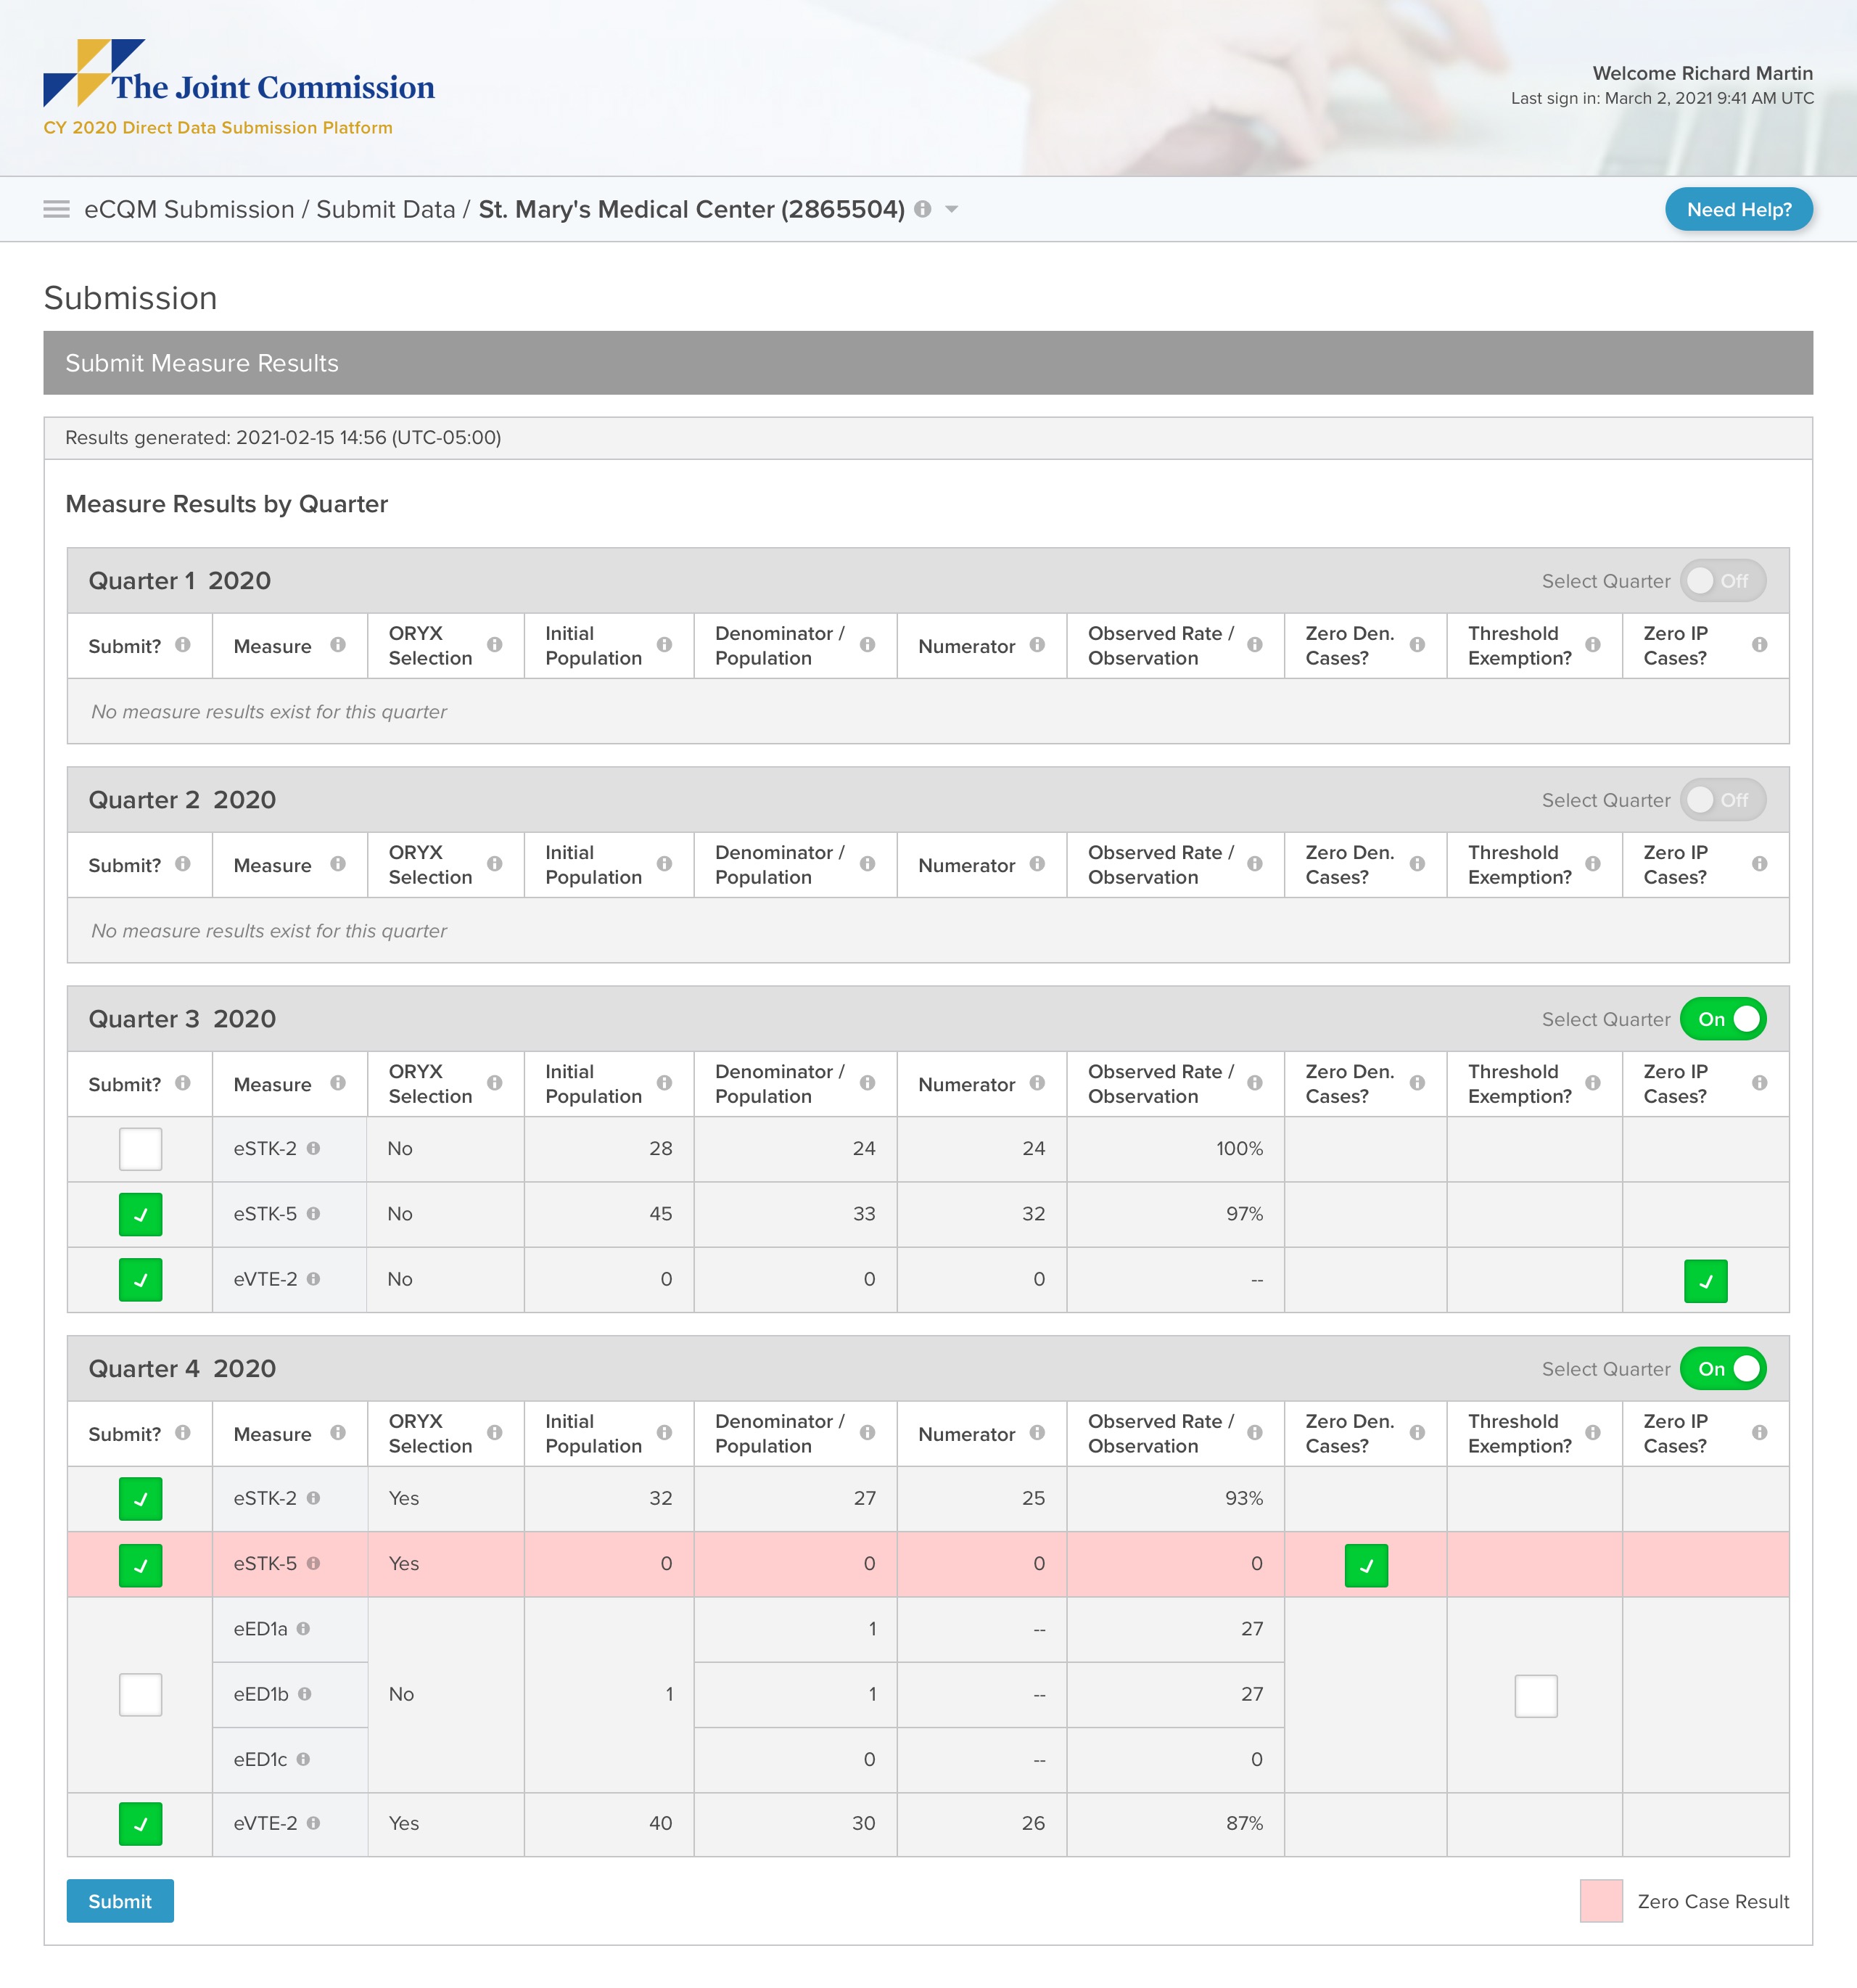 The Joint Commission
CY 2020 Direct Data Submission Platform
Welcome Richard Martin
Last sign in: March 2, 2021 9:41 AM UTC
eCQM Submission / Submit Data / St. Mary's Medical Center (2865504)
Need Help?
Submission
Submit Measure Results
Results generated: 2021-02-15 14:56 (UTC-05:00)
Measure Results by Quarter
Quarter 1 2020 Select Quarter Off
Submit? Measure ORYX Selection Initial Population Denominator / Population Numerator Observed Rate / Observation Zero Den. Cases? Threshold Exemption? Zero IP Cases?
No measure results exist for this quarter
Quarter 2 2020 Select Quarter Off
Submit? Measure ORYX Selection Initial Population Denominator / Population Numerator Observed Rate / Observation Zero Den. Cases? Threshold Exemption? Zero IP Cases?
No measure results exist for this quarter
Quarter 3 2020 Select Quarter On
Submit? Measure ORYX Selection Initial Population Denominator / Population Numerator Observed Rate / Observation Zero Den. Cases? Threshold Exemption? Zero IP Cases?
eSTK-2 No 28 24 24 100%
eSTK-5 No 45 33 32 97%
eVTE-2 No 0 0 0 --
Quarter 4 2020 Select Quarter On
Submit? Measure ORYX Selection Initial Population Denominator / Population Numerator Observed Rate / Observation Zero Den. Cases? Threshold Exemption? Zero IP Cases?
eSTK-2 Yes 32 27 25 93%
eSTK-5 Yes 0 0 0 0
eED1a 1 -- 27
eED1b No 1 1 -- 27
eED1c 0 -- 0
eVTE-2 Yes 40 30 26 87%
Submit
Zero Case Result